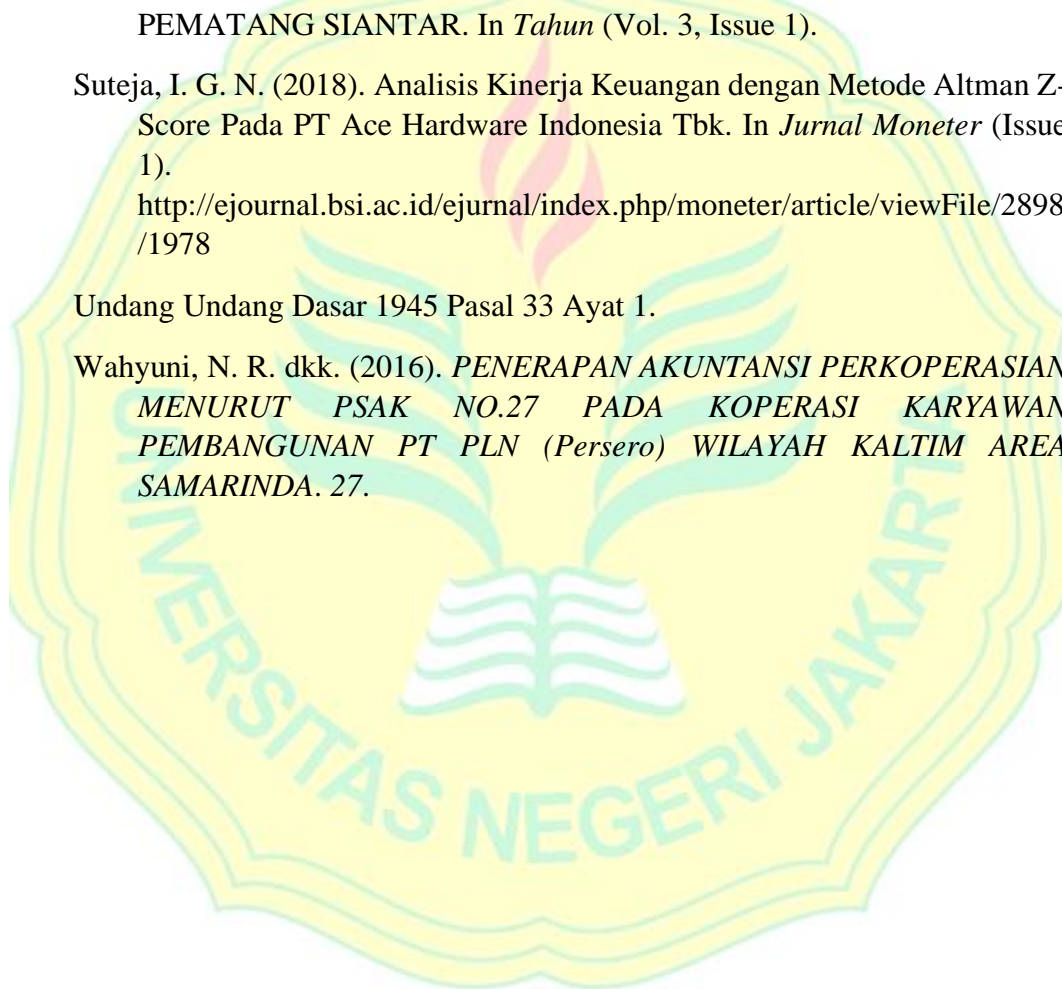 PEMATANG SIANTAR. In Tahun (Vol. 3, Issue 1).
Suteja, I. G. N. (2018). Analisis Kinerja Keuangan dengan Metode Altman Z-
Score Pada PT Ace Hardware Indonesia Tbk. In Jurnal Moneter (Issue
1).
http://ejournal.bsi.ac.id/ejurnal/index.php/moneter/article/viewFile/2898
/1978
Undang Undang Dasar 1945 Pasal 33 Ayat 1.
Wahyuni, N. R. dkk. (2016). PENERAPAN AKUNTANSI PERKOPERASIAN
MENURUT PSAK NO.27 PADA KOPERASI KARYAWAN
PEMBANGUNAN PT PLN (Persero) WILAYAH KALTIM AREA
SAMARINDA. 27.
UNIVERSITAS NEGERI JAKARTA